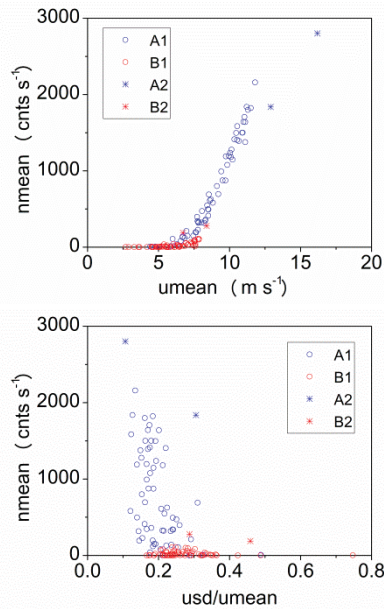 3000
2000
1000
0
nmean ( cnts s⁻¹)
A1
B1
A2
B2
0 5 10 15 20
umean ( m s⁻¹)
3000
2000
1000
0
nmean ( cnts s⁻¹)
A1
B1
A2
B2
0.0 0.2 0.4 0.6 0.8
usd/umean